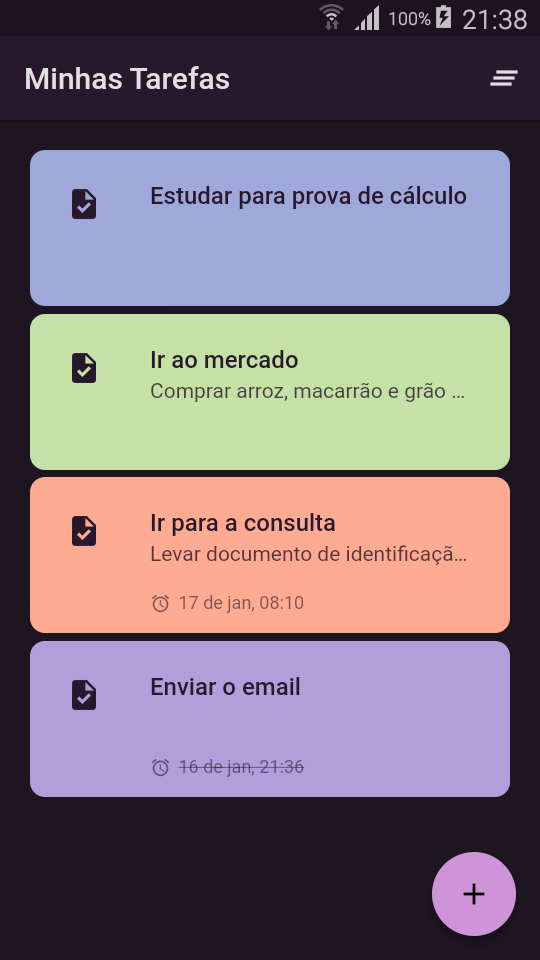 100% 21:38
Minhas Tarefas
Estudar para prova de cálculo
Ir ao mercado
Comprar arroz, macarrão e grão ...
Ir para a consulta
Levar documento de identificaçã...
17 de jan, 08:10
Enviar o email
16 de jan, 21:36